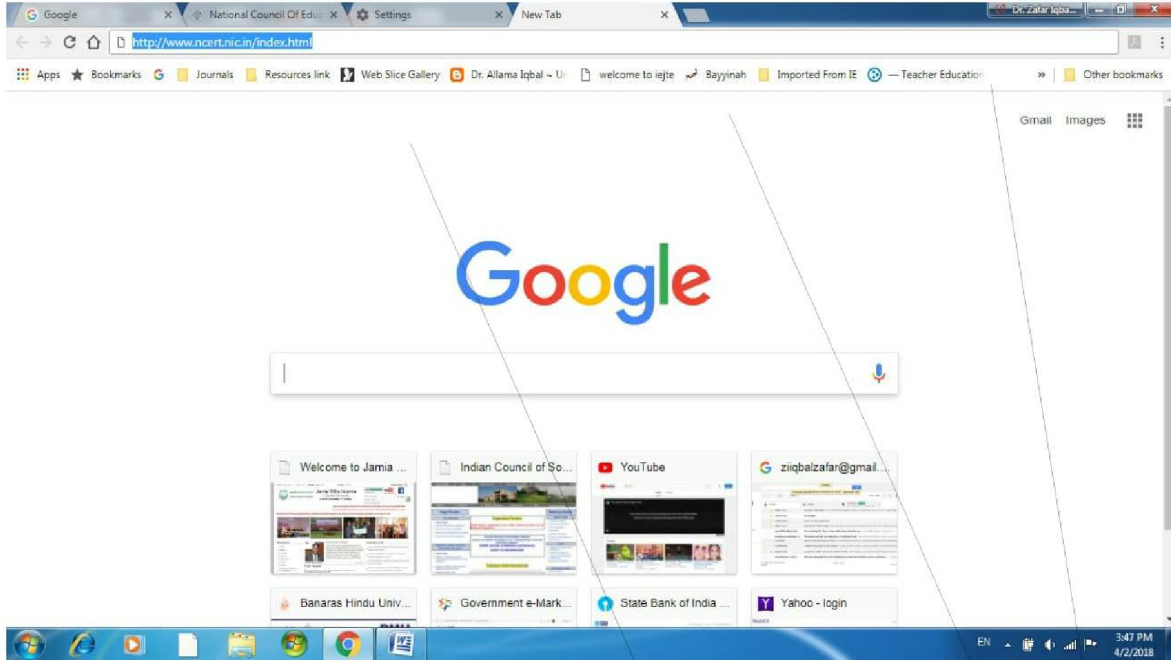 Google National Council Of Edu Settings New Tab Dr. Zafar Iqba...
http://www.ncert.nic.in/index.html
Apps Bookmarks Journals Resources link Web Slice Gallery Dr. Allama Iqbal ~ U welcome to iejte Bayyinah Imported From IE — Teacher Education » Other bookmarks
Gmail Images
Google
Welcome to Jamia ... Indian Council of So... YouTube ziiqbalzafar@gmail....
Banaras Hindu Univ... Government e-Mark... State Bank of India ... Yahoo - login
EN 3:47 PM
4/2/2018